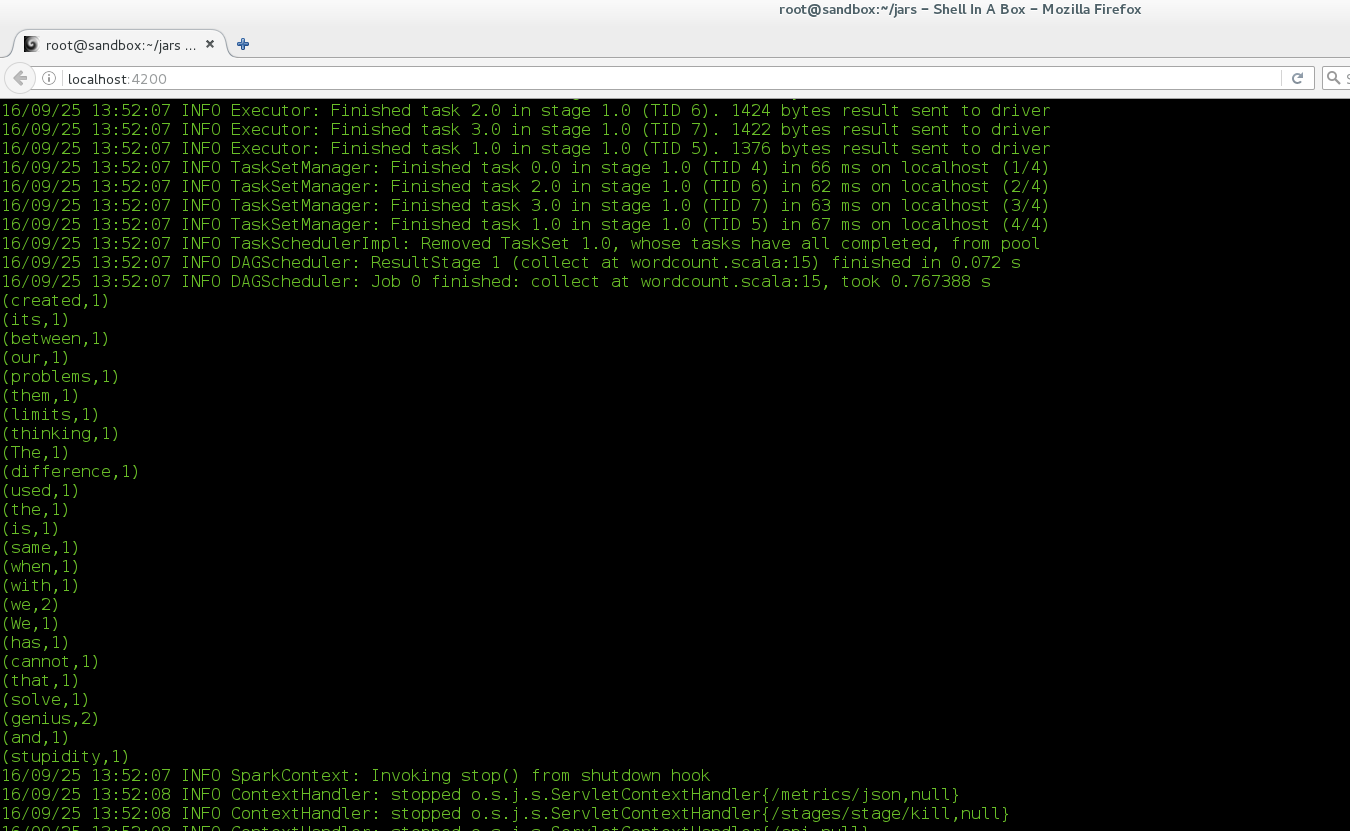 root@sandbox:~/jars – Shell In A Box – Mozilla Firefox
root@sandbox:~/jars ...
localhost:4200
16/09/25 13:52:07 INFO Executor: Finished task 2.0 in stage 1.0 (TID 6). 1424 bytes result sent to driver
16/09/25 13:52:07 INFO Executor: Finished task 3.0 in stage 1.0 (TID 7). 1422 bytes result sent to driver
16/09/25 13:52:07 INFO Executor: Finished task 1.0 in stage 1.0 (TID 5). 1376 bytes result sent to driver
16/09/25 13:52:07 INFO TaskSetManager: Finished task 0.0 in stage 1.0 (TID 4) in 66 ms on localhost (1/4)
16/09/25 13:52:07 INFO TaskSetManager: Finished task 2.0 in stage 1.0 (TID 6) in 62 ms on localhost (2/4)
16/09/25 13:52:07 INFO TaskSetManager: Finished task 3.0 in stage 1.0 (TID 7) in 63 ms on localhost (3/4)
16/09/25 13:52:07 INFO TaskSetManager: Finished task 1.0 in stage 1.0 (TID 5) in 67 ms on localhost (4/4)
16/09/25 13:52:07 INFO TaskSchedulerImpl: Removed TaskSet 1.0, whose tasks have all completed, from pool
16/09/25 13:52:07 INFO DAGScheduler: ResultStage 1 (collect at wordcount.scala:15) finished in 0.072 s
16/09/25 13:52:07 INFO DAGScheduler: Job 0 finished: collect at wordcount.scala:15, took 0.767388 s
(created,1)
(its,1)
(between,1)
(our,1)
(problems,1)
(them,1)
(limits,1)
(thinking,1)
(The,1)
(difference,1)
(used,1)
(the,1)
(is,1)
(same,1)
(when,1)
(with,1)
(we,2)
(We,1)
(has,1)
(cannot,1)
(that,1)
(solve,1)
(genius,2)
(and,1)
(stupidity,1)
16/09/25 13:52:07 INFO SparkContext: Invoking stop() from shutdown hook
16/09/25 13:52:08 INFO ContextHandler: stopped o.s.j.s.ServletContextHandler{/metrics/json,null}
16/09/25 13:52:08 INFO ContextHandler: stopped o.s.j.s.ServletContextHandler{/stages/stage/kill,null}
16/09/25 13:52:08 INFO ContextHandler: stopped o.s.j.s.ServletContextHandler{/api,null}